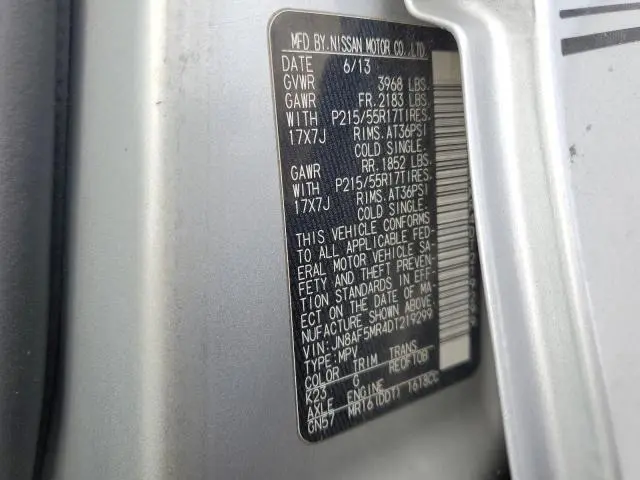 MFD BY. NISSAN MOTOR CO., LTD.
DATE 6/13
GVWR 3968 LBS.
GAWR FR. 2183 LBS.
WITH P215/55R17TIRES.
17X7J RIMS. AT36PSI
COLD SINGLE.
GAWR RR. 1852 LBS.
WITH P215/55R17TIRES.
17X7J RIMS. AT36PSI
COLD SINGLE.
THIS VEHICLE CONFORMS
TO ALL APPLICABLE FED-
ERAL MOTOR VEHICLE SA-
FETY AND THEFT PREVEN-
TION STANDARDS IN EFF-
ECT ON THE DATE OF MA-
NUFACTURE SHOWN ABOVE.
VIN: JN8AF5MR4DT219299
TYPE: MPV
COLOR TRIM TRANS
K23 G RE0F10B
AXLE ENGINE
GN57 MR16(DDT) 1618CC